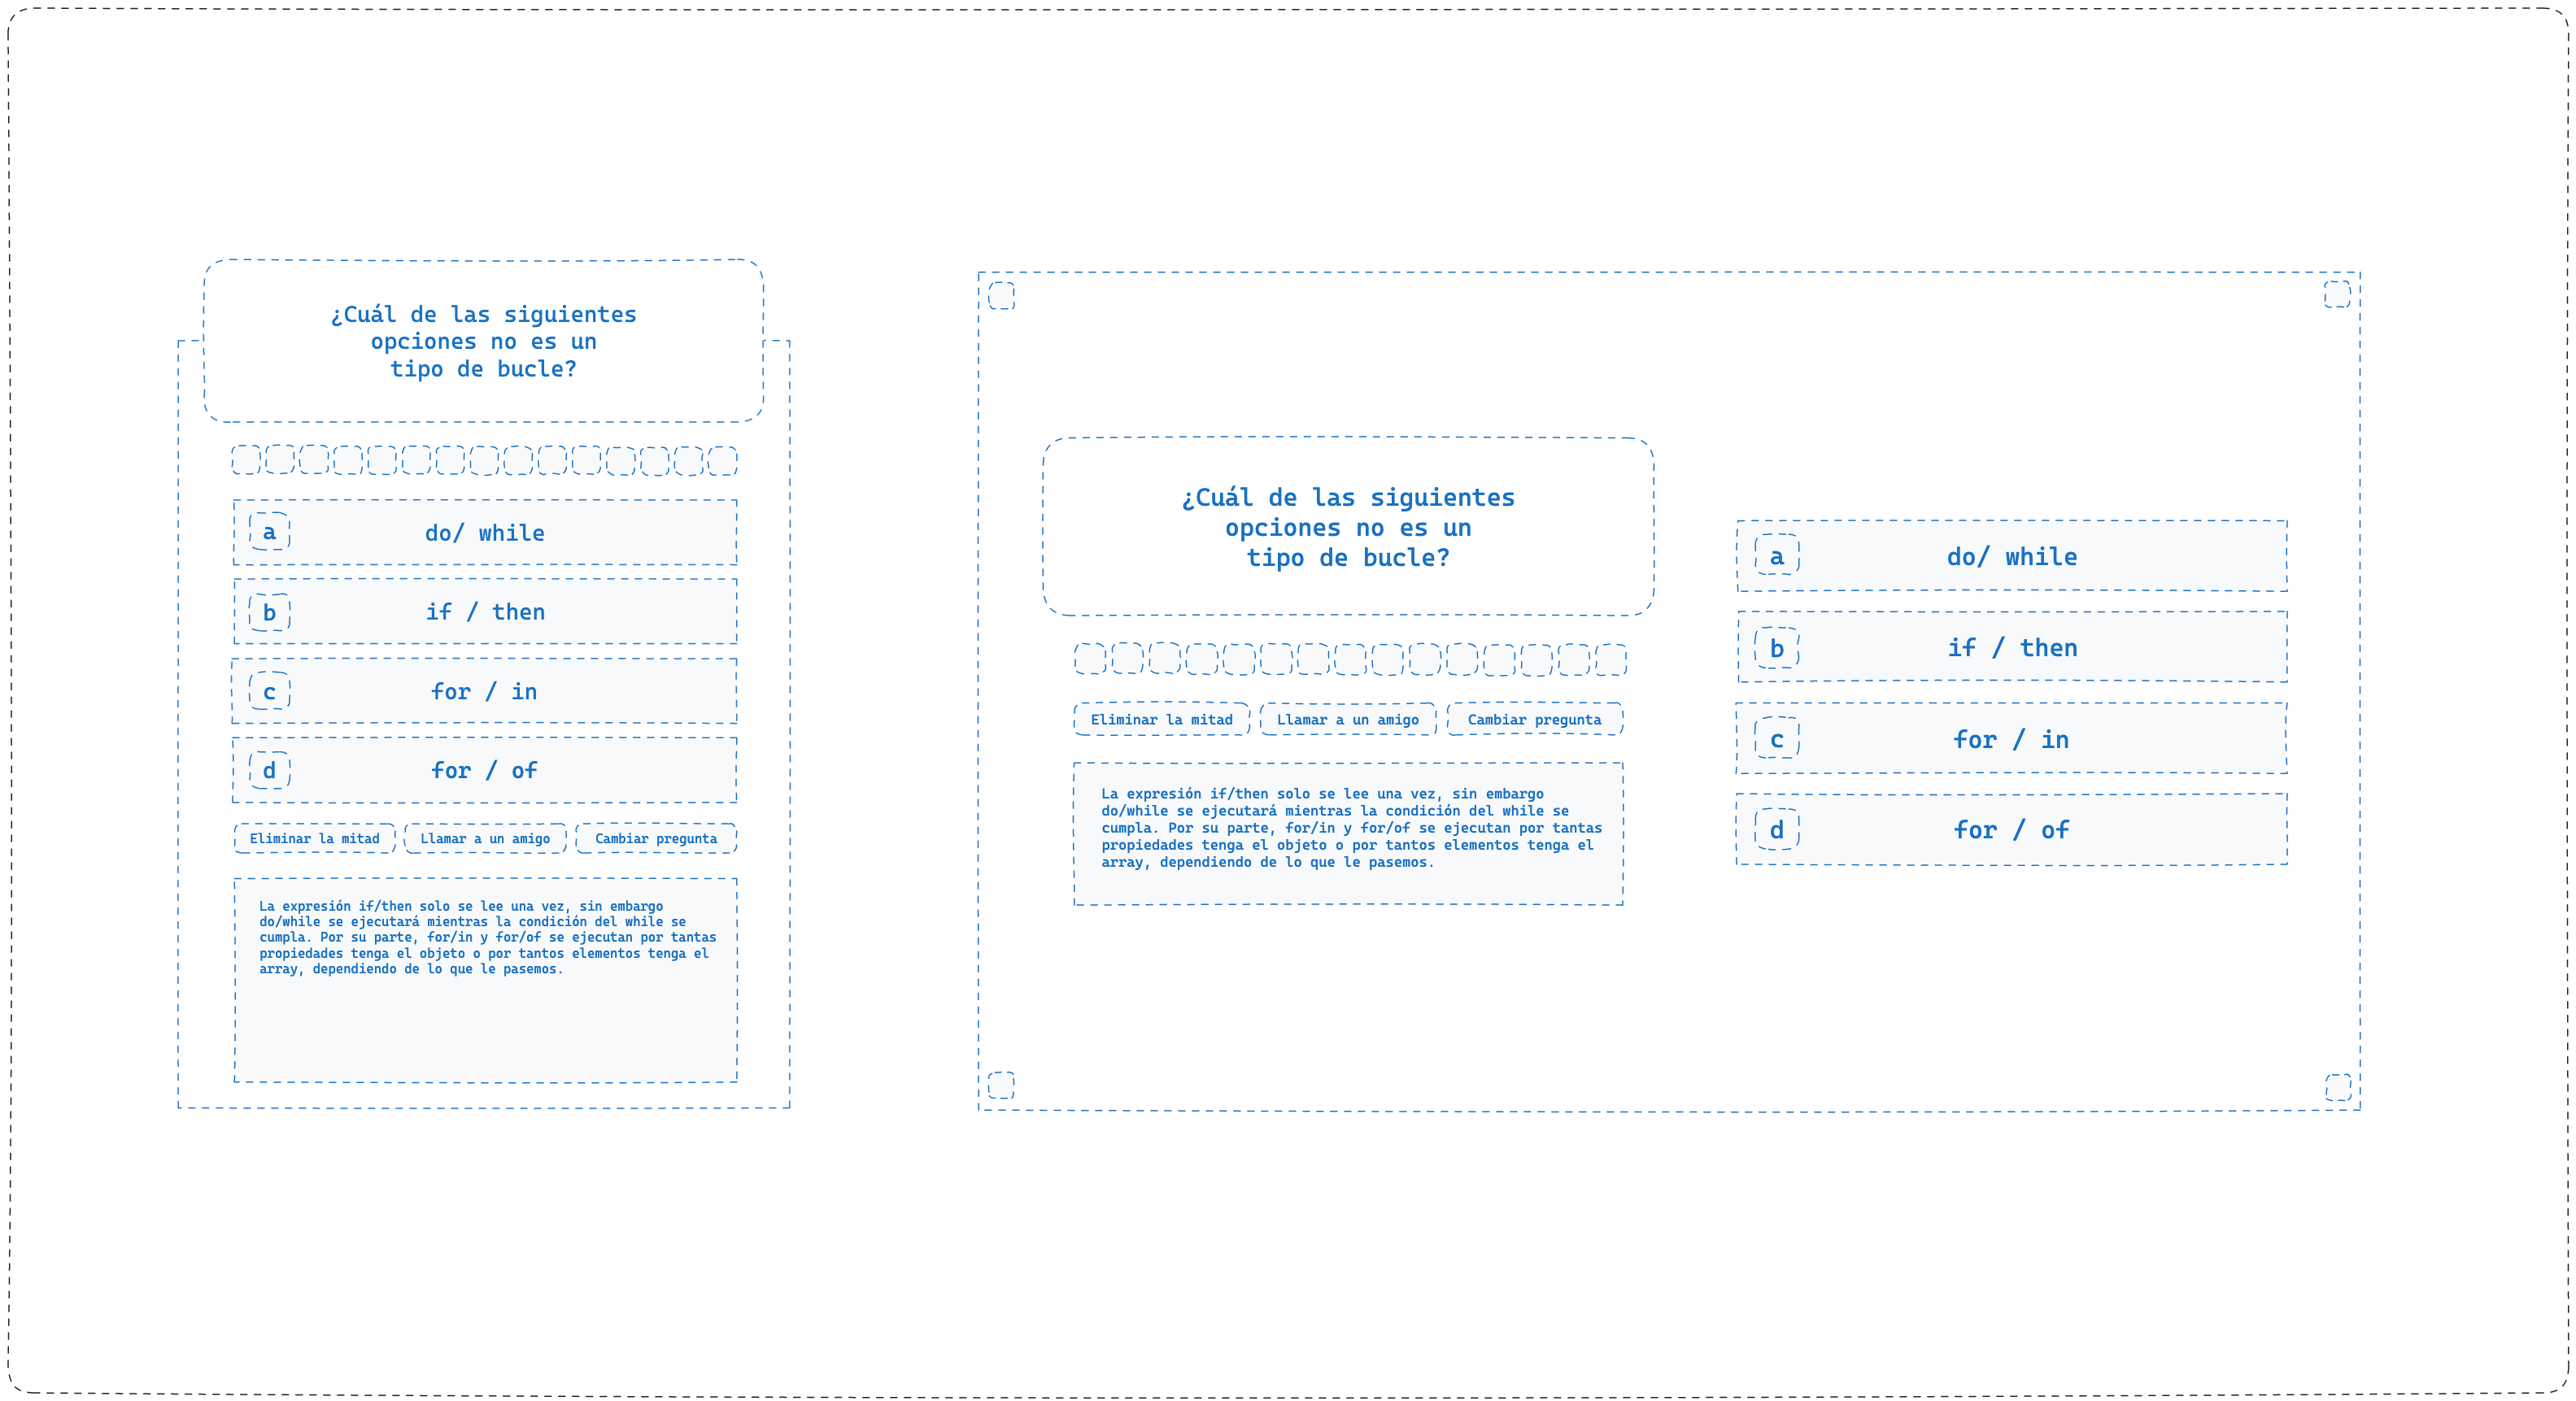 ¿Cuál de las siguientes
opciones no es un
tipo de bucle?
a do/ while
b if / then
c for / in
d for / of
Eliminar la mitad Llamar a un amigo Cambiar pregunta
La expresión if/then solo se lee una vez, sin embargo
do/while se ejecutará mientras la condición del while se
cumpla. Por su parte, for/in y for/of se ejecutan por tantas
propiedades tenga el objeto o por tantos elementos tenga el
array, dependiendo de lo que le pasemos.
¿Cuál de las siguientes
opciones no es un
tipo de bucle?
Eliminar la mitad Llamar a un amigo Cambiar pregunta
La expresión if/then solo se lee una vez, sin embargo
do/while se ejecutará mientras la condición del while se
cumpla. Por su parte, for/in y for/of se ejecutan por tantas
propiedades tenga el objeto o por tantos elementos tenga el
array, dependiendo de lo que le pasemos.
a do/ while
b if / then
c for / in
d for / of